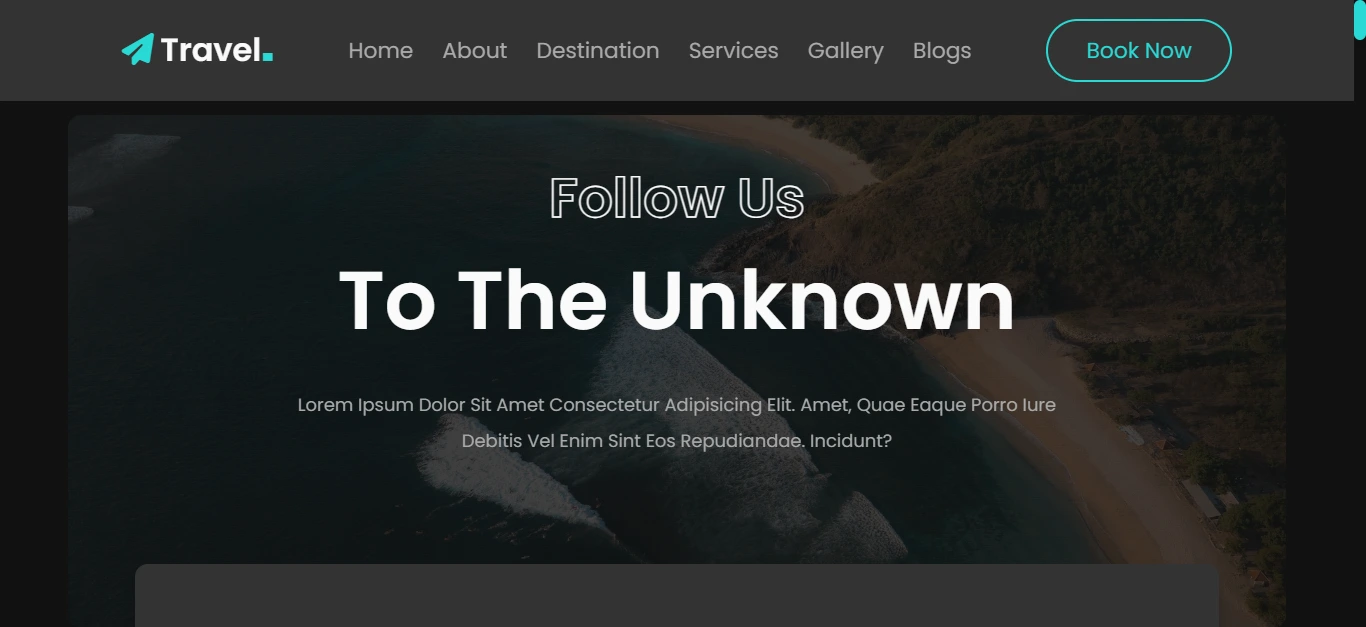 Travel.
Home About Destination Services Gallery Blogs
Book Now
Follow Us
To The Unknown
Lorem Ipsum Dolor Sit Amet Consectetur Adipisicing Elit. Amet, Quae Eaque Porro Iure
Debitis Vel Enim Sint Eos Repudiandae. Incidunt?